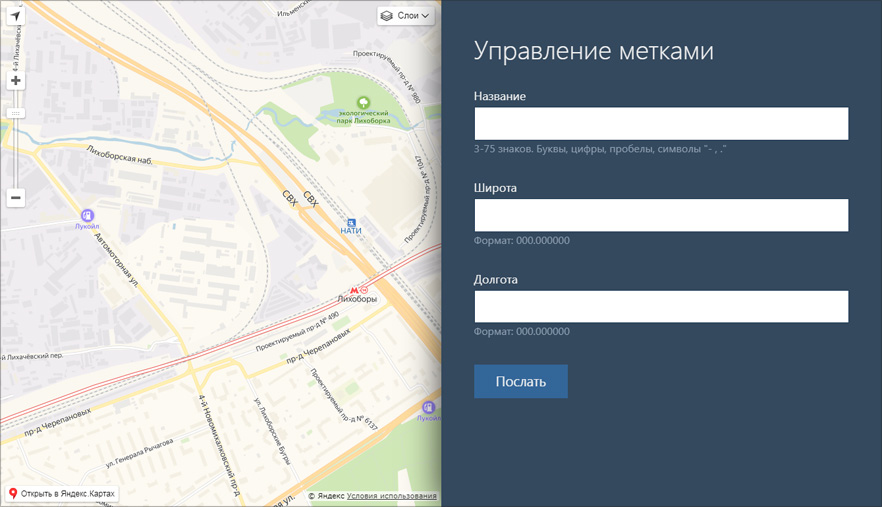 Ильменский
4-й Лихачёвский
Слои
Проектируемый пр-д № 980
экологический
парк Лихоборка
Лихоборская наб.
Проектируемый пр-д № 1047
СВХ
СВХ
Лукойл
НАТИ
Автомоторная ул.
Лихоборы
Проектируемый пр-д № 490
-й Лихачёвский пер.
пр-д Черепановых
Проектируемый пр-д № 6137
4-й Новомихалковский пр-д
ул. Лихоборские Бугры
Лукойл
пр-д Черепановых
ул. Генерала Рычагова
ная ул.
Открыть в Яндекс.Картах
© Яндекс Условия использования
Управление метками
Название
3-75 знаков. Буквы, цифры, пробелы, символы "- , ."
Широта
Формат: 000.000000
Долгота
Формат: 000.000000
Послать